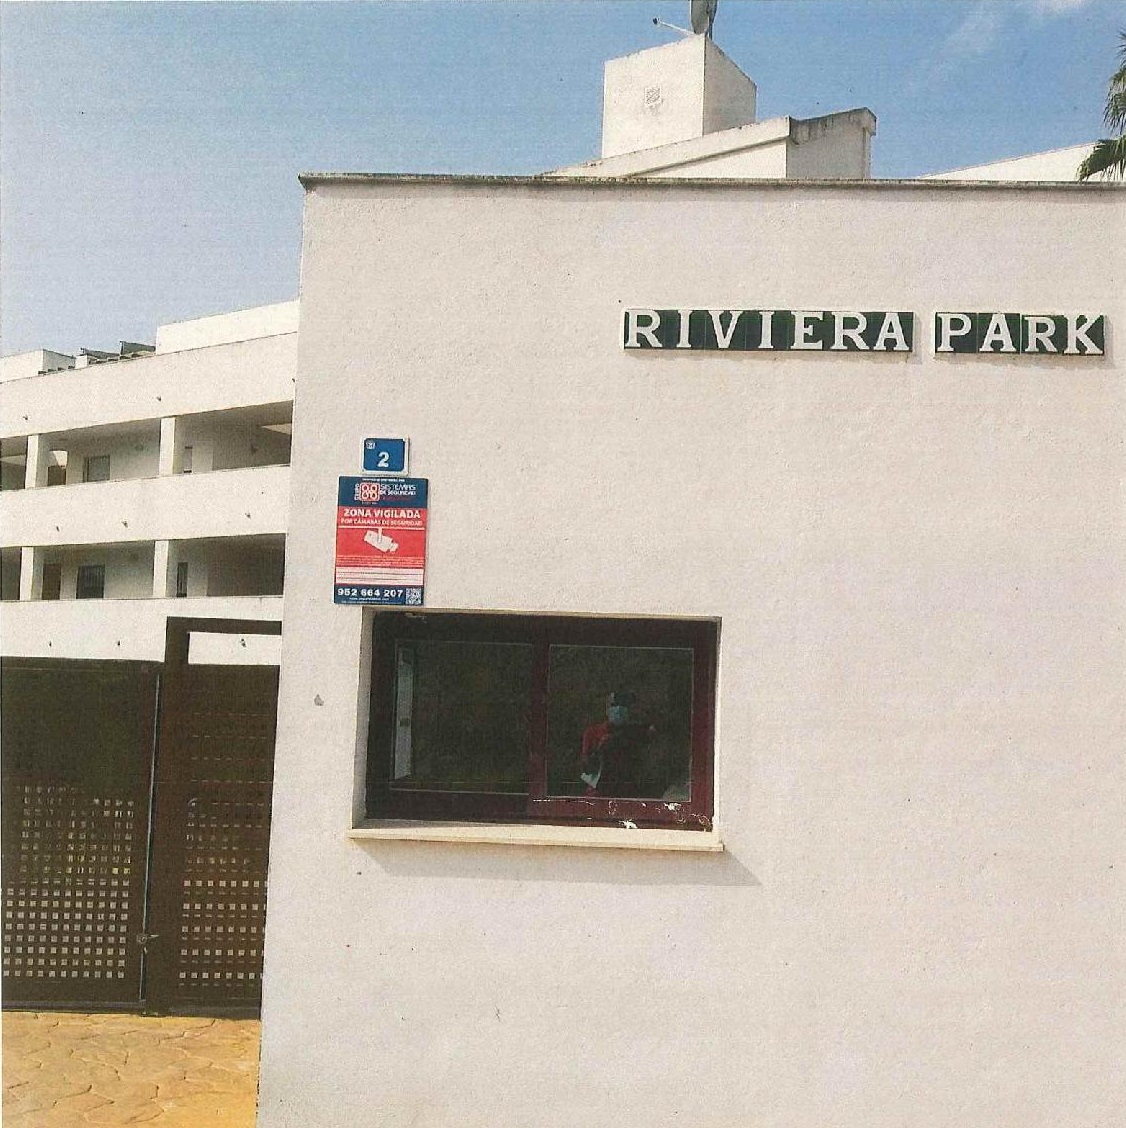 RIVIERA PARK
2
SISTEMAS
DE SEGURIDAD
ZONA VIGILADA
POR CÁMARAS DE SEGURIDAD
952 664 207